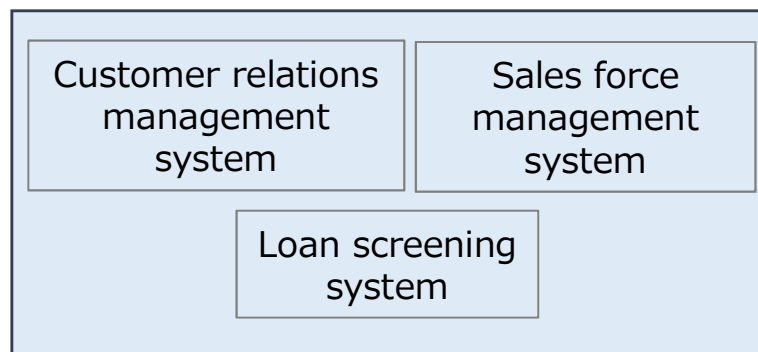 Customer relations
management
system
Sales force
management
system
Loan screening
system